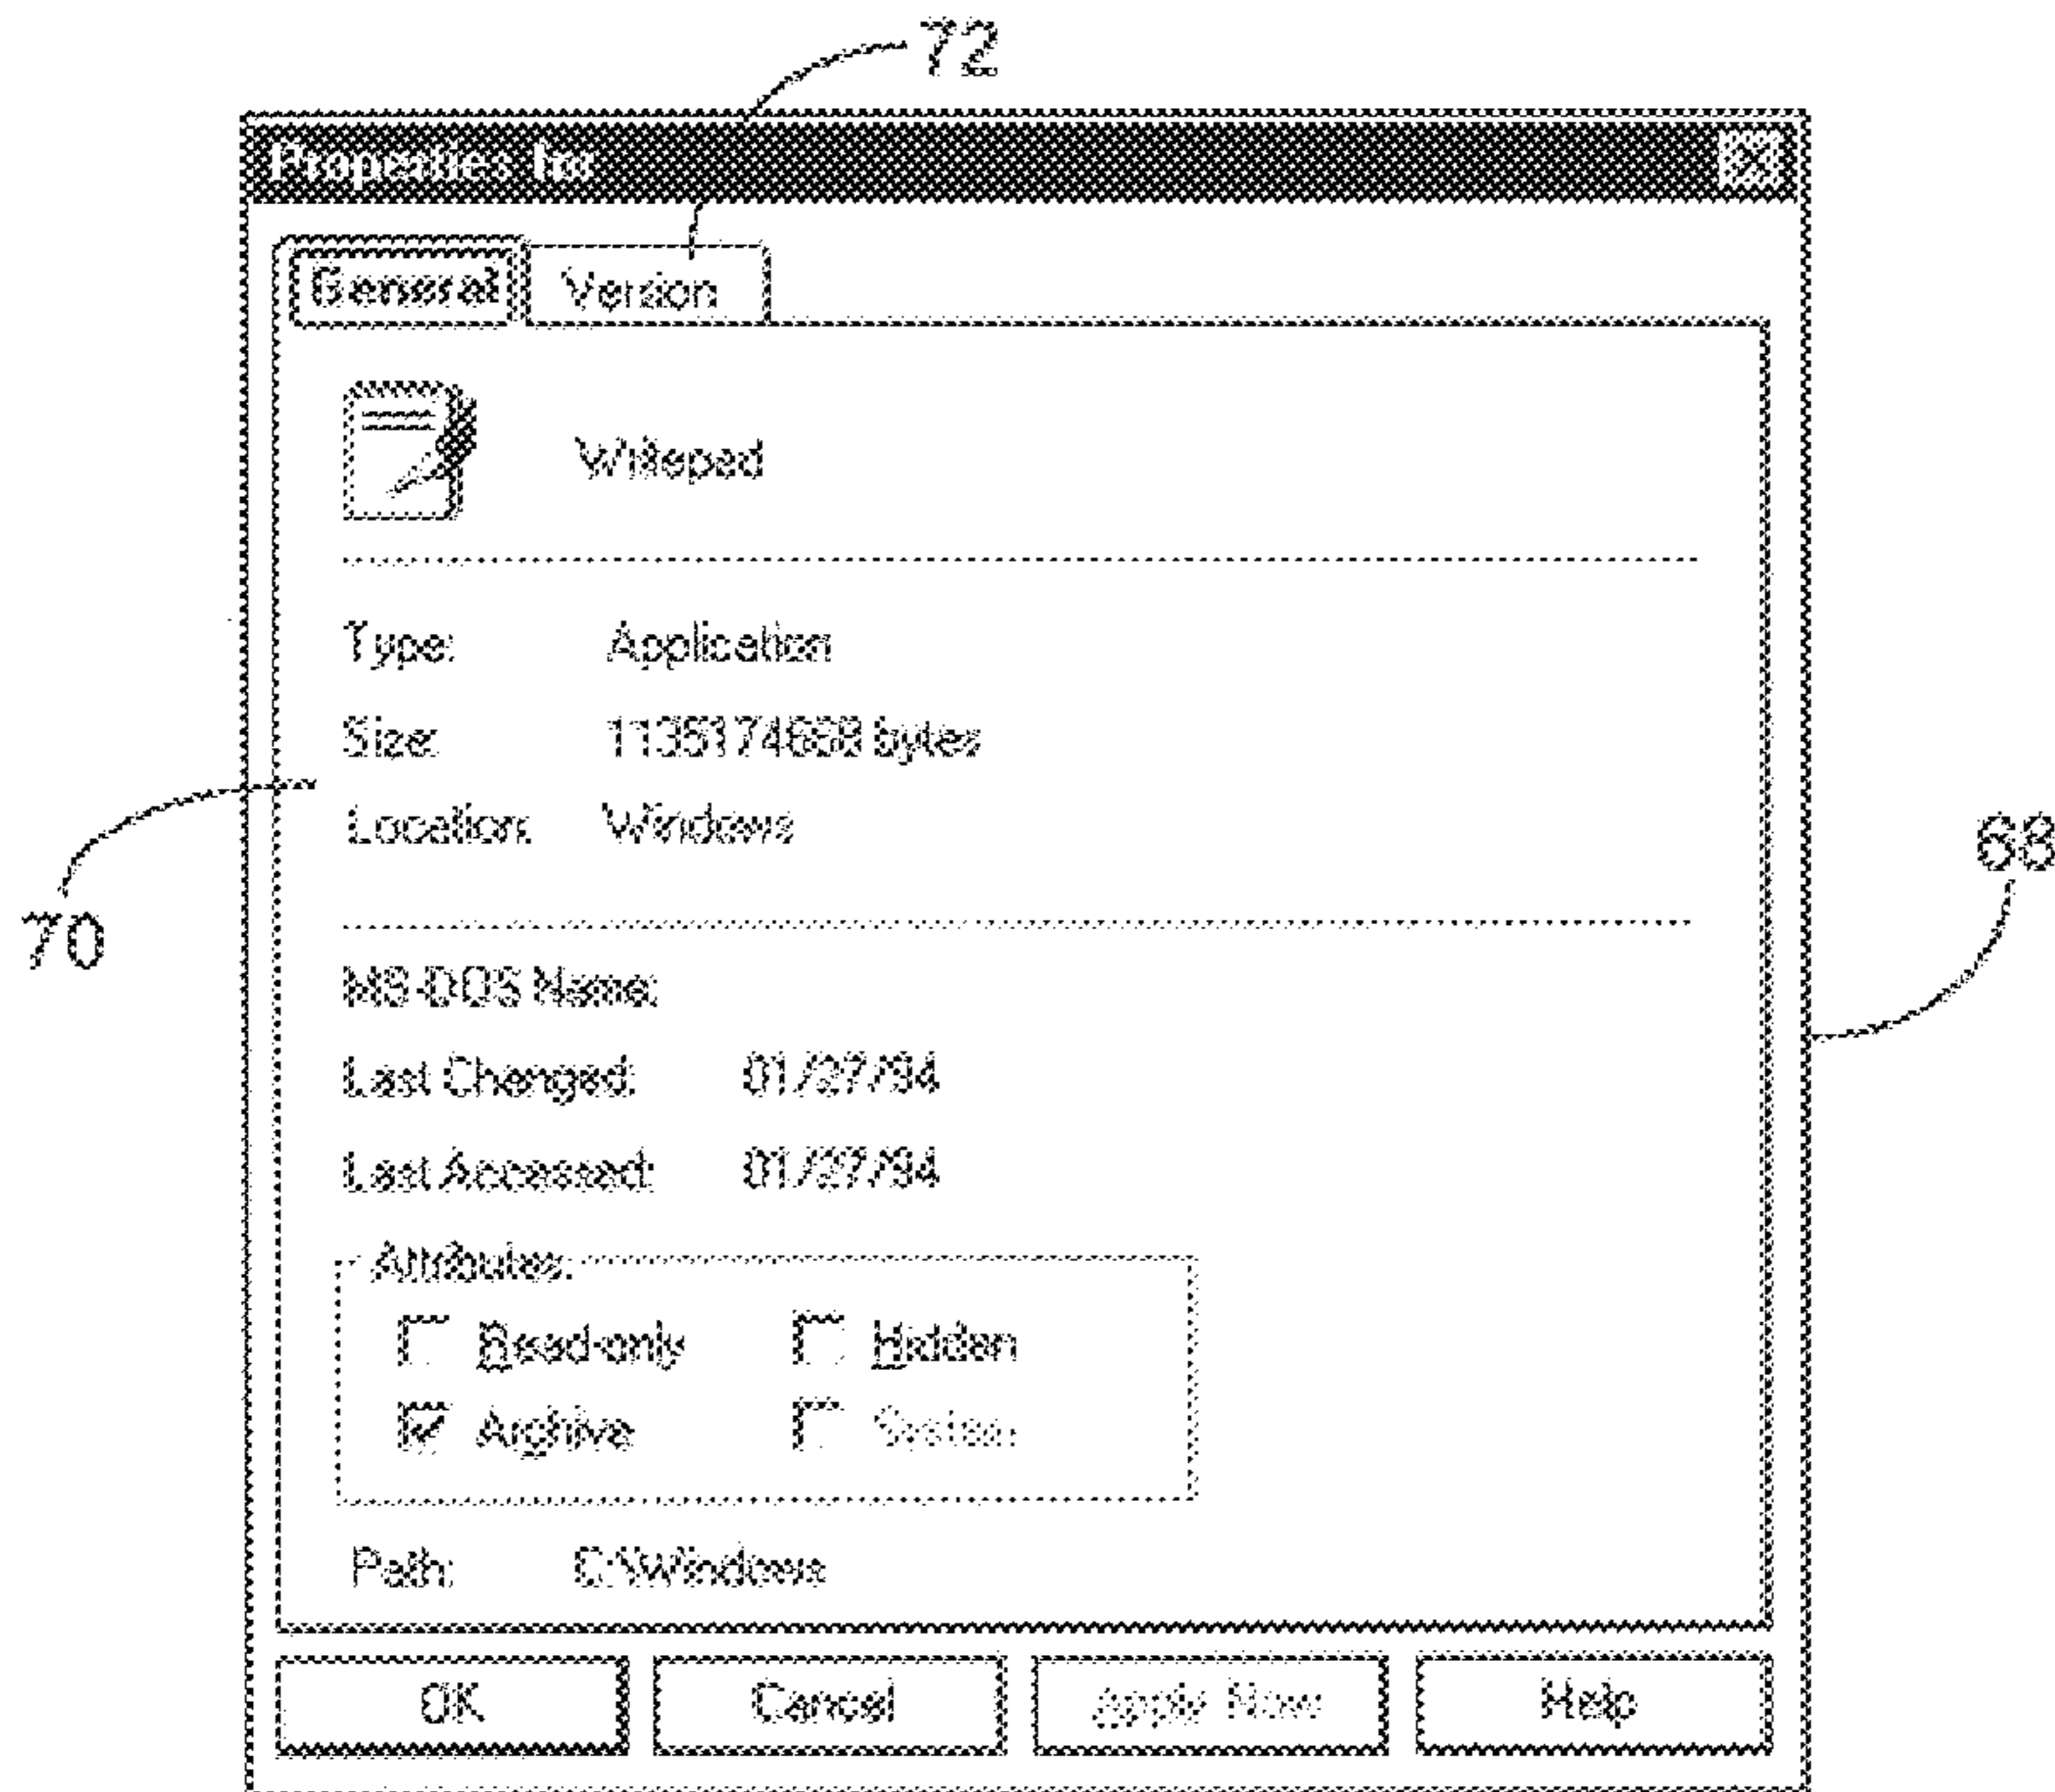 72
Properties for
General Version
Whitepad
Type: Application
Size: bytes
Location: Windows
70
68
MS-DOS Name:
Last Changed: 01/27/94
Last Accessed: 01/27/94
Attributes:
Read-only Hidden
Archive System
Path: C:\Windows
OK Cancel Apply Now Help